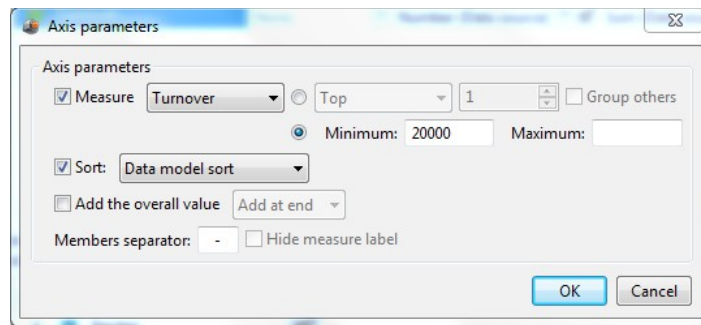 Axis parameters
Axis parameters
Measure Turnover Top 1 Group others
Minimum: 20000 Maximum:
Sort: Data model sort
Add the overall value Add at end
Members separator: - Hide measure label
OK Cancel